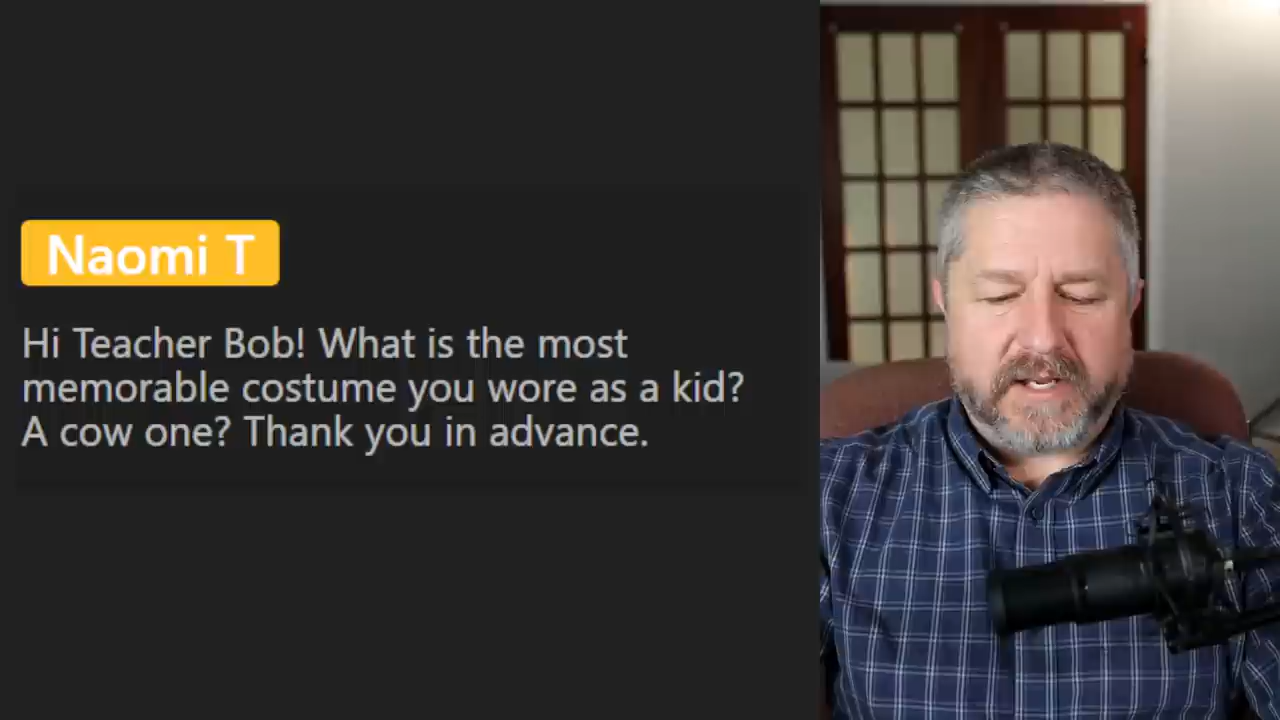 Naomi T
Hi Teacher Bob! What is the most
memorable costume you wore as a kid?
A cow one? Thank you in advance.